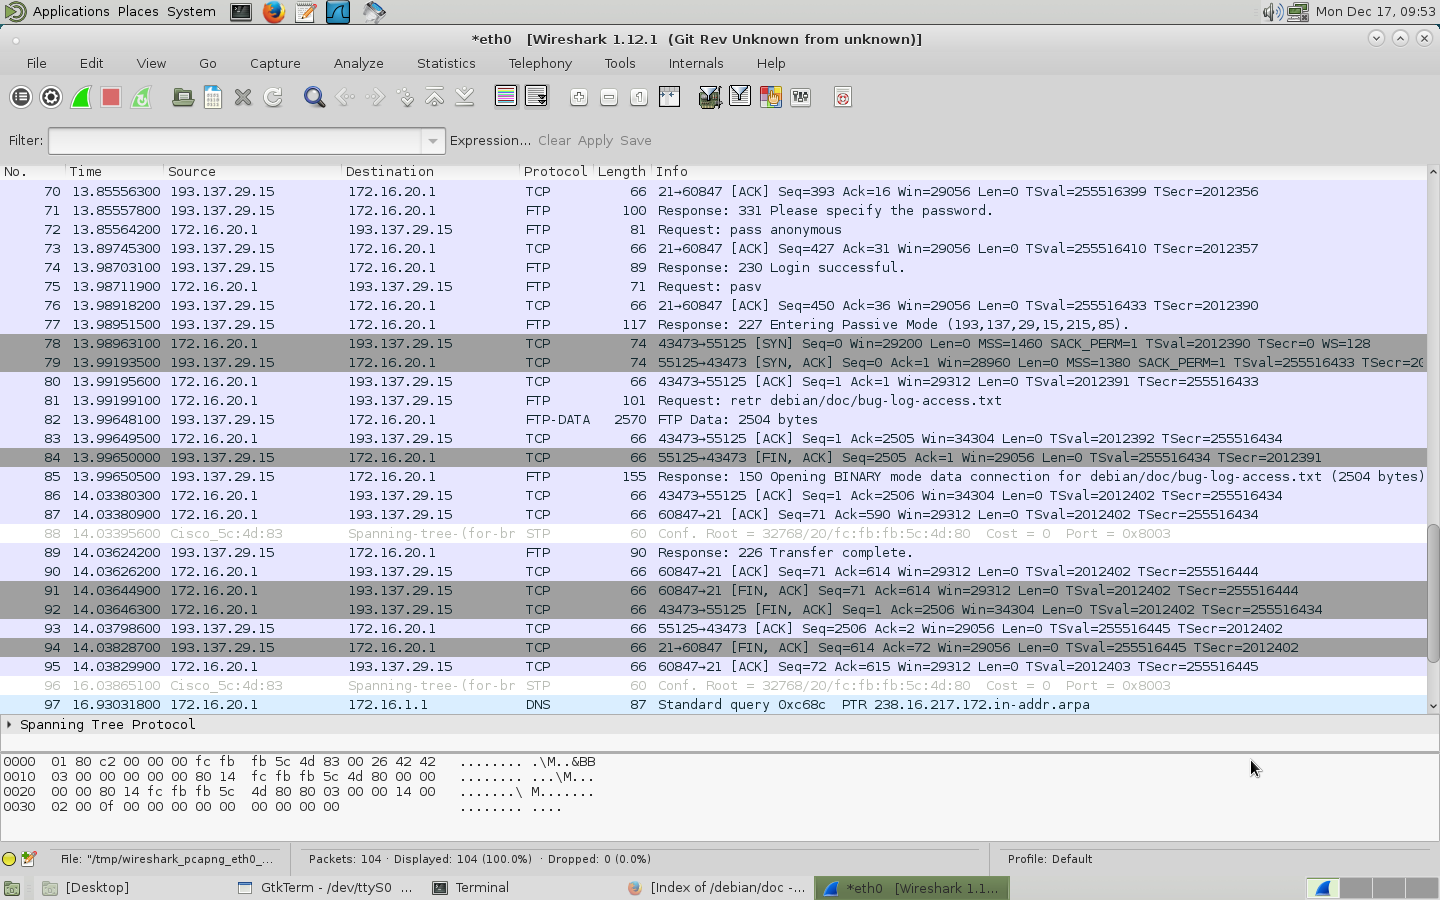 Applications Places System Mon Dec 17, 09:53
*eth0 [Wireshark 1.12.1 (Git Rev Unknown from unknown)]
File Edit View Go Capture Analyze Statistics Telephony Tools Internals Help
Filter: Expression... Clear Apply Save
No. Time Source Destination Protocol Length Info
70 13.85556300 193.137.29.15 172.16.20.1 TCP 66 21→60847 [ACK] Seq=393 Ack=16 Win=29056 Len=0 TSval=255516399 TSecr=2012356
71 13.85557800 193.137.29.15 172.16.20.1 FTP 100 Response: 331 Please specify the password.
72 13.85564200 172.16.20.1 193.137.29.15 FTP 81 Request: pass anonymous
73 13.89745300 193.137.29.15 172.16.20.1 TCP 66 21→60847 [ACK] Seq=427 Ack=31 Win=29056 Len=0 TSval=255516410 TSecr=2012357
74 13.98703100 193.137.29.15 172.16.20.1 FTP 89 Response: 230 Login successful.
75 13.98711900 172.16.20.1 193.137.29.15 FTP 71 Request: pasv
76 13.98918200 193.137.29.15 172.16.20.1 TCP 66 21→60847 [ACK] Seq=450 Ack=36 Win=29056 Len=0 TSval=255516433 TSecr=2012390
77 13.98951500 193.137.29.15 172.16.20.1 FTP 117 Response: 227 Entering Passive Mode (193,137,29,15,215,85).
78 13.98963100 172.16.20.1 193.137.29.15 TCP 74 43473→55125 [SYN] Seq=0 Win=29200 Len=0 MSS=1460 SACK_PERM=1 TSval=2012390 TSecr=0 WS=128
79 13.99193500 193.137.29.15 172.16.20.1 TCP 74 55125→43473 [SYN, ACK] Seq=0 Ack=1 Win=28960 Len=0 MSS=1380 SACK_PERM=1 TSval=255516433 TSecr=20
80 13.99195600 172.16.20.1 193.137.29.15 TCP 66 43473→55125 [ACK] Seq=1 Ack=1 Win=29312 Len=0 TSval=2012391 TSecr=255516433
81 13.99199100 172.16.20.1 193.137.29.15 FTP 101 Request: retr debian/doc/bug-log-access.txt
82 13.99648100 193.137.29.15 172.16.20.1 FTP-DATA 2570 FTP Data: 2504 bytes
83 13.99649500 172.16.20.1 193.137.29.15 TCP 66 43473→55125 [ACK] Seq=1 Ack=2505 Win=34304 Len=0 TSval=2012392 TSecr=255516434
84 13.99650000 193.137.29.15 172.16.20.1 TCP 66 55125→43473 [FIN, ACK] Seq=2505 Ack=1 Win=29056 Len=0 TSval=255516434 TSecr=2012391
85 13.99650500 193.137.29.15 172.16.20.1 FTP 155 Response: 150 Opening BINARY mode data connection for debian/doc/bug-log-access.txt (2504 bytes)
86 14.03380300 172.16.20.1 193.137.29.15 TCP 66 43473→55125 [ACK] Seq=1 Ack=2506 Win=34304 Len=0 TSval=2012402 TSecr=255516434
87 14.03380900 172.16.20.1 193.137.29.15 TCP 66 60847→21 [ACK] Seq=71 Ack=590 Win=29312 Len=0 TSval=2012402 TSecr=255516434
88 14.03395600 Cisco_5c:4d:83 Spanning-tree-(for-br STP 60 Conf. Root = 32768/20/fc:fb:fb:5c:4d:80 Cost = 0 Port = 0x8003
89 14.03624200 193.137.29.15 172.16.20.1 FTP 90 Response: 226 Transfer complete.
90 14.03626200 172.16.20.1 193.137.29.15 TCP 66 60847→21 [ACK] Seq=71 Ack=614 Win=29312 Len=0 TSval=2012402 TSecr=255516444
91 14.03644900 172.16.20.1 193.137.29.15 TCP 66 60847→21 [FIN, ACK] Seq=71 Ack=614 Win=29312 Len=0 TSval=2012402 TSecr=255516444
92 14.03646300 172.16.20.1 193.137.29.15 TCP 66 43473→55125 [FIN, ACK] Seq=1 Ack=2506 Win=34304 Len=0 TSval=2012402 TSecr=255516434
93 14.03798600 193.137.29.15 172.16.20.1 TCP 66 55125→43473 [ACK] Seq=2506 Ack=2 Win=29056 Len=0 TSval=255516445 TSecr=2012402
94 14.03828700 193.137.29.15 172.16.20.1 TCP 66 21→60847 [FIN, ACK] Seq=614 Ack=72 Win=29056 Len=0 TSval=255516445 TSecr=2012402
95 14.03829900 172.16.20.1 193.137.29.15 TCP 66 60847→21 [ACK] Seq=72 Ack=615 Win=29312 Len=0 TSval=2012403 TSecr=255516445
96 16.03865100 Cisco_5c:4d:83 Spanning-tree-(for-br STP 60 Conf. Root = 32768/20/fc:fb:fb:5c:4d:80 Cost = 0 Port = 0x8003
97 16.93031800 172.16.20.1 172.16.1.1 DNS 87 Standard query 0xc68c PTR 238.16.217.172.in-addr.arpa
Spanning Tree Protocol
0000 01 80 c2 00 00 00 fc fb fb 5c 4d 83 00 26 42 42 ........ .\M..&BB
0010 03 00 00 00 00 00 80 14 fc fb fb 5c 4d 80 00 00 ........ ...\M...
0020 00 00 80 14 fc fb fb 5c 4d 80 80 03 00 00 14 00 .......\ M.......
0030 02 00 0f 00 00 00 00 00 00 00 00 00 ........ ....
File: "/tmp/wireshark_pcapng_eth0_... Packets: 104 · Displayed: 104 (100.0%) · Dropped: 0 (0.0%) Profile: Default
[Desktop] GtkTerm - /dev/ttyS0 ... Terminal [Index of /debian/doc -... *eth0 [Wireshark 1.1...